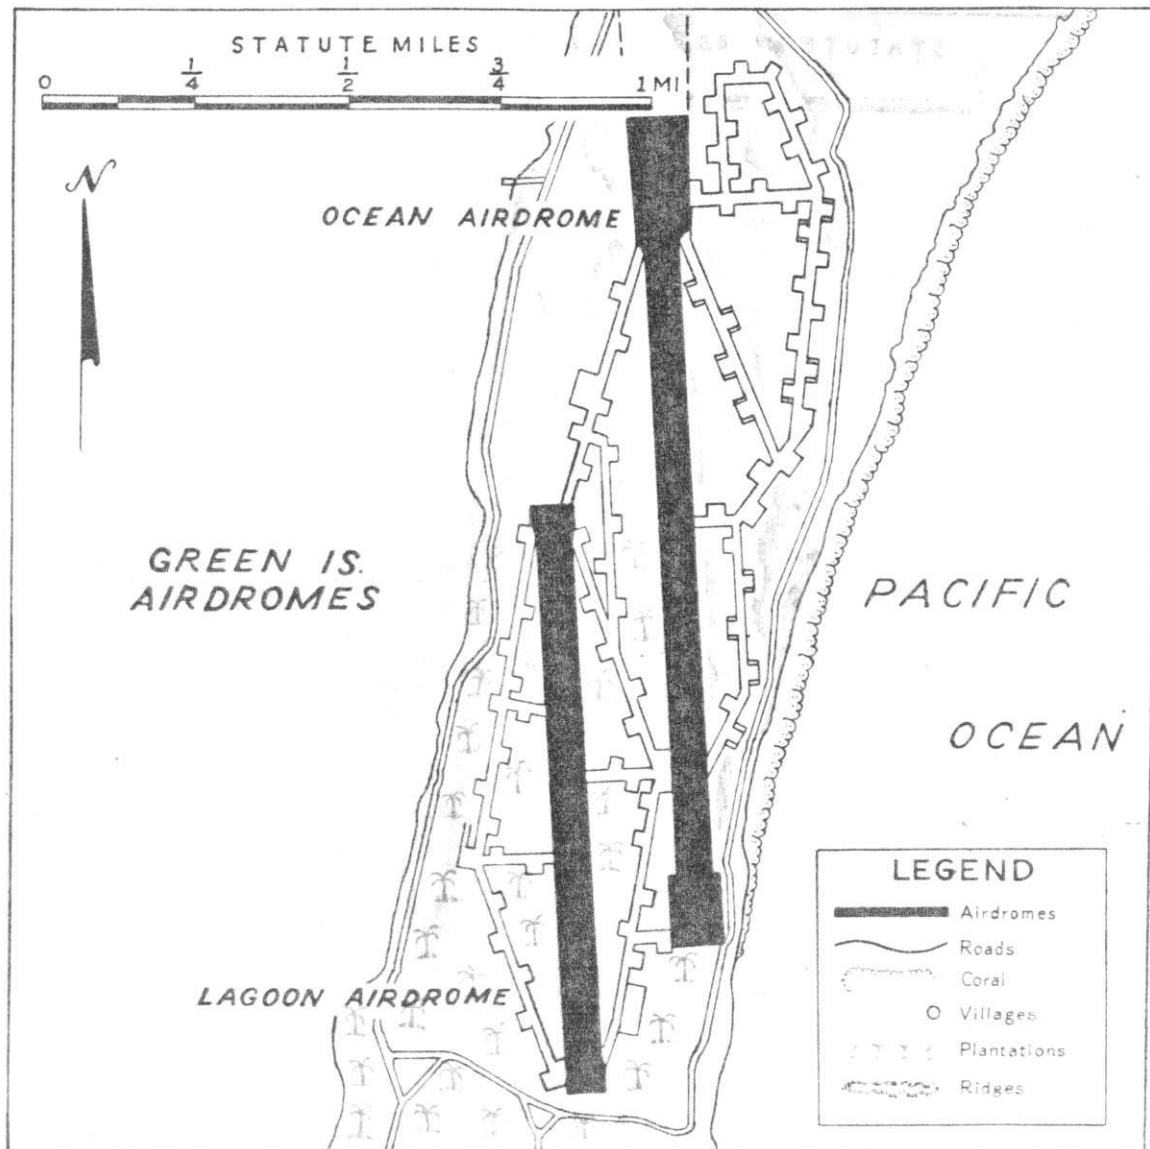 STATUTE MILES
0 1/4 1/2 3/4 1 MI
N
OCEAN AIRDROME
GREEN IS.
AIRDROMES
PACIFIC
OCEAN
LAGOON AIRDROME
LEGEND
Airdromes
Roads
Coral
Villages
Plantations
Ridges